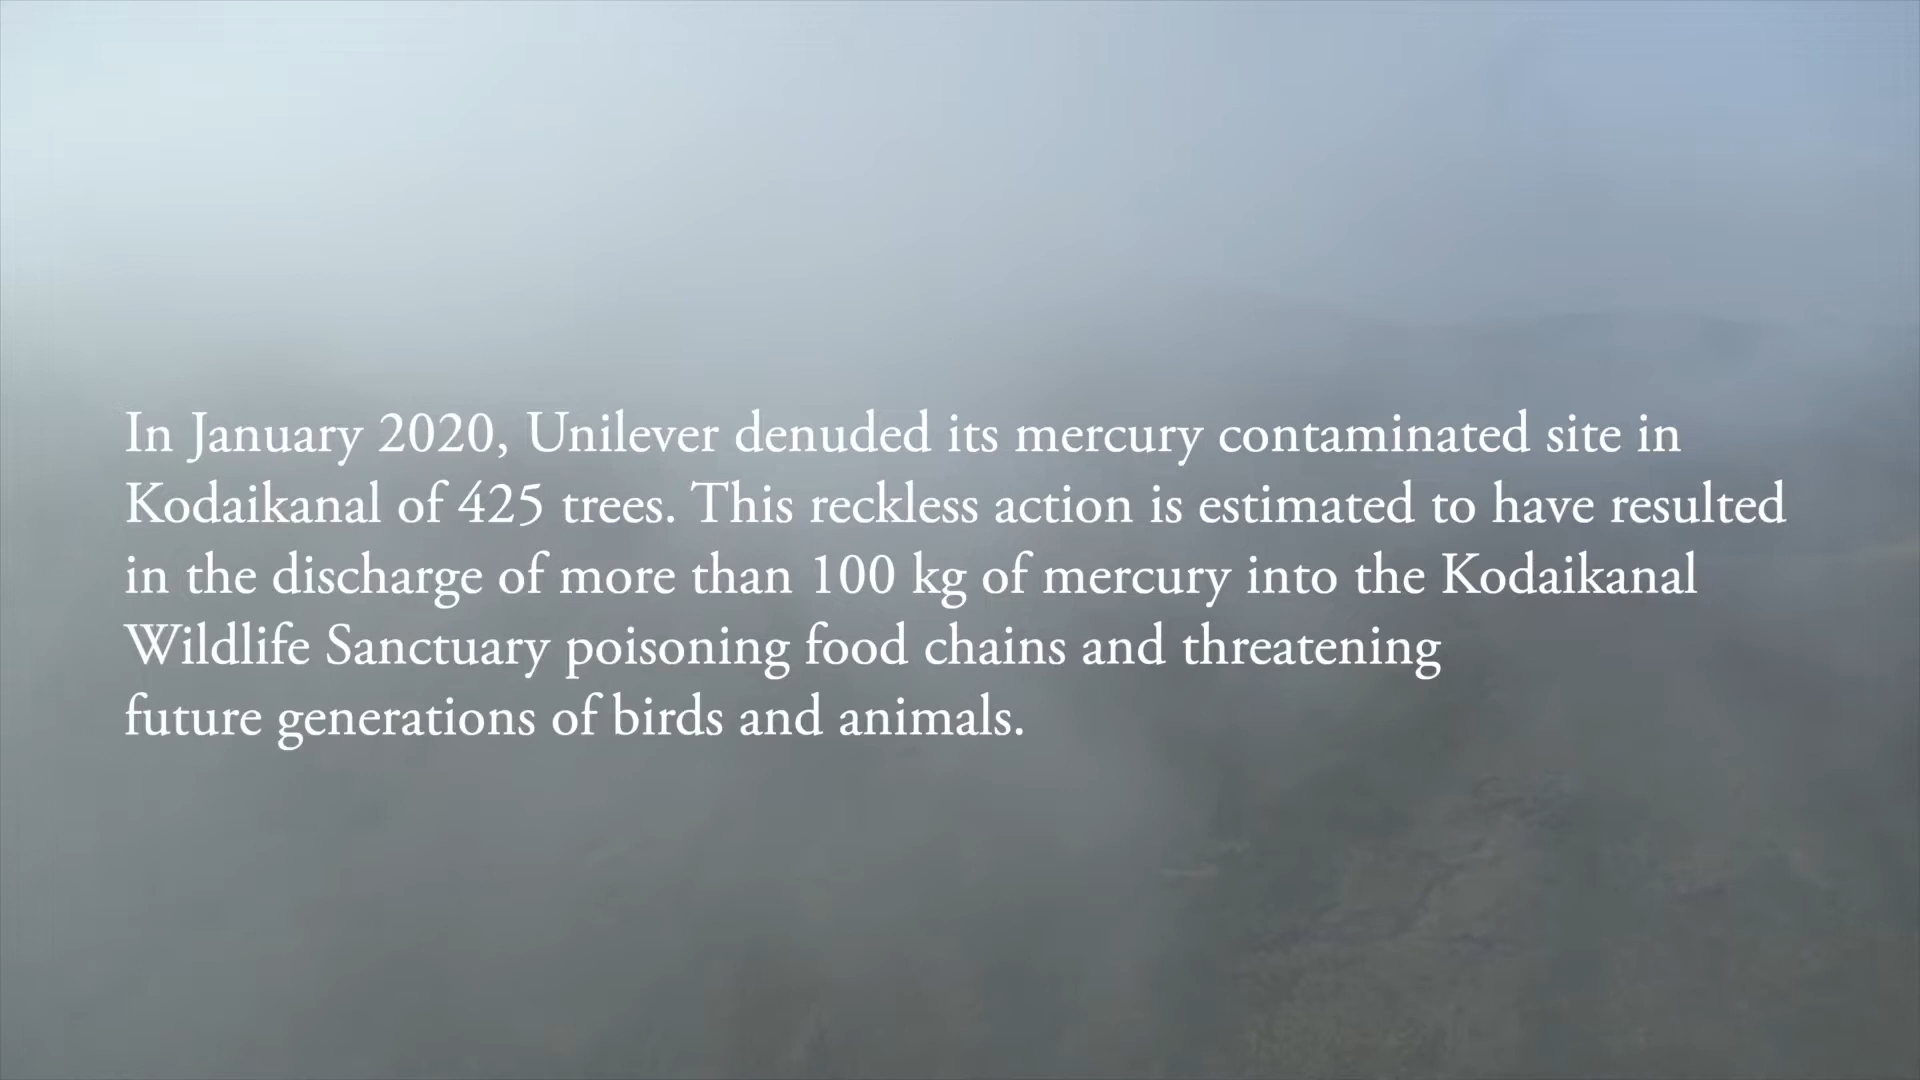 In January 2020, Unilever denuded its mercury contaminated site in
Kodaikanal of 425 trees. This reckless action is estimated to have resulted
in the discharge of more than 100 kg of mercury into the Kodaikanal
Wildlife Sanctuary poisoning food chains and threatening
future generations of birds and animals.